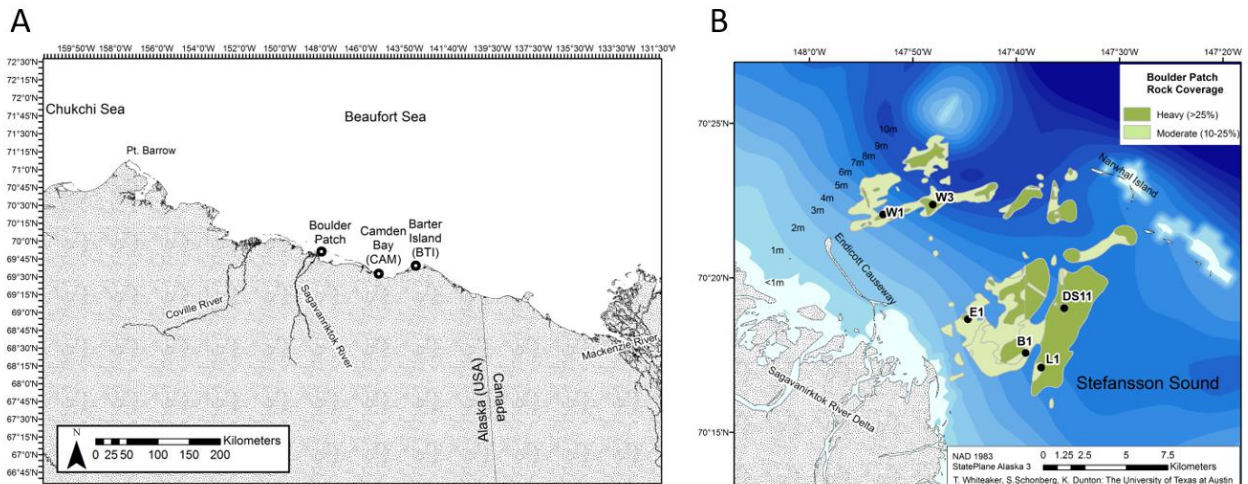 A
159°50'W 156°0'W 154°0'W 152°0'W 150°0'W 148°0'W 145°0'W 143°50'W 139°30'W 137°30'W 135°30'W 133°30'W 131°30'W
72°30'N
72°15'N
71°45'N
71°30'N
71°15'N
71°0'N
70°45'N
70°30'N
70°15'N
70°0'N
69°45'N
69°30'N
69°15'N
69°0'N
68°45'N
68°30'N
68°15'N
68°0'N
67°45'N
67°30'N
67°15'N
67°0'N
66°45'N
Chukchi Sea
Beaufort Sea
Pt. Barrow
Boulder
Patch
Camden
Bay
(CAM)
Barter
Island
(BTI)
Coville River
Sagavanriktok River
Mackenzie River
Alaska (USA)
Canada
N
0 25 50 100 150 200 Kilometers
B
148°0'W 147°50'W 147°40'W 147°30'W 147°20'W
70°25'N
70°20'N
70°15'N
Boulder Patch
Rock Coverage
Heavy (>25%)
Moderate (10-25%)
10m
9m
8m
7m
6m
5m
4m
3m
2m
1m
<1m
W1
W3
Narwhal Island
Endicott Causeway
E1
DS11
B1
L1
Stefansson Sound
Sagavanirktok River Delta
NAD 1983
StatePlane Alaska 3
0 1.25 2.5 5 7.5
Kilometers
T. Whiteaker, S.Schonberg, K. Dunton: The University of Texas at Austin